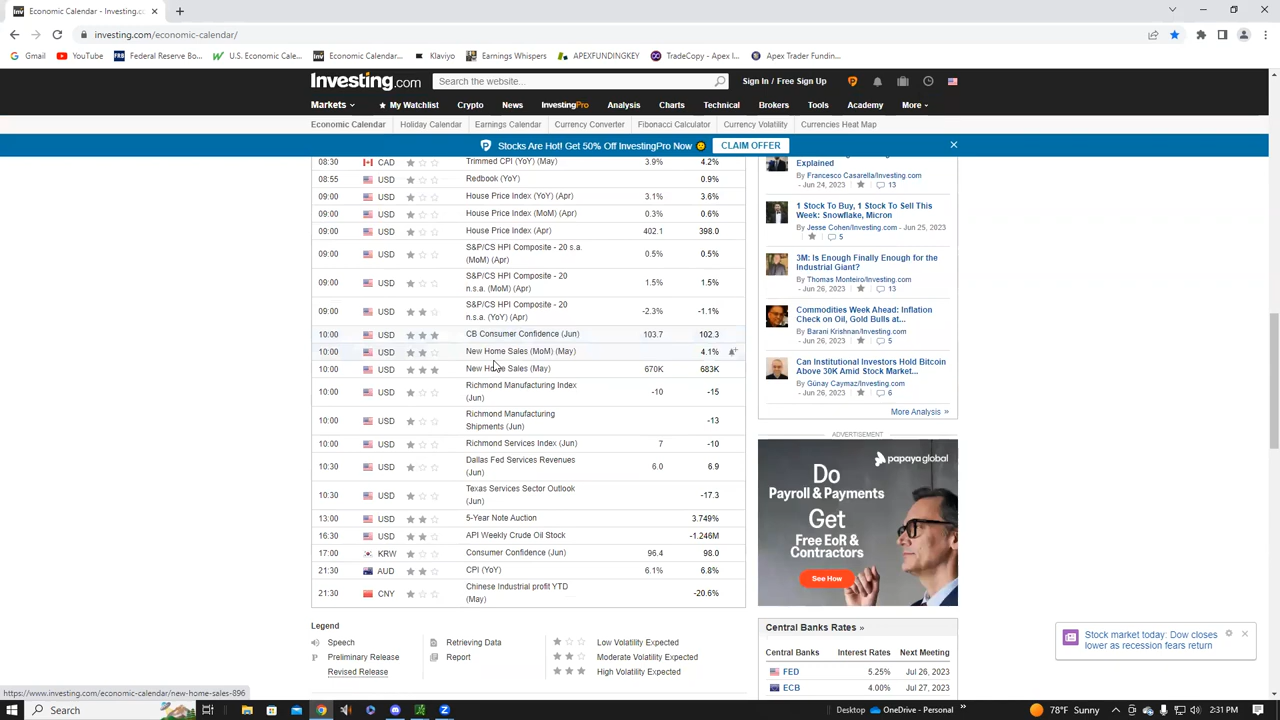 Economic Calendar - Investing.co
investing.com/economic-calendar/
Gmail YouTube Federal Reserve Bo... U.S. Economic Cale... Economic Calendar... Klaviyo Earnings Whispers APEXFUNDINGKEY TradeCopy - Apex I... Apex Trader Fundin...
Investing.com Search the website... Sign In / Free Sign Up
Markets My Watchlist Crypto News InvestingPro Analysis Charts Technical Brokers Tools Academy More
Economic Calendar Holiday Calendar Earnings Calendar Currency Converter Fibonacci Calculator Currency Volatility Currencies Heat Map
Stocks Are Hot! Get 50% Off InvestingPro Now CLAIM OFFER
08:30 CAD Trimmed CPI (YoY) (May) 3.9% 4.2%
08:55 USD Redbook (YoY) 0.9%
09:00 USD House Price Index (YoY) (Apr) 3.1% 3.6%
09:00 USD House Price Index (MoM) (Apr) 0.3% 0.6%
09:00 USD House Price Index (Apr) 402.1 398.0
09:00 USD S&P/CS HPI Composite - 20 s.a. 0.5% 0.5%
(MoM) (Apr)
09:00 USD S&P/CS HPI Composite - 20 1.5% 1.5%
n.s.a. (MoM) (Apr)
09:00 USD S&P/CS HPI Composite - 20 -2.3% -1.1%
n.s.a. (YoY) (Apr)
10:00 USD CB Consumer Confidence (Jun) 103.7 102.3
10:00 USD New Home Sales (MoM) (May) 4.1%
10:00 USD New Home Sales (May) 670K 683K
10:00 USD Richmond Manufacturing Index -10 -15
(Jun)
10:00 USD Richmond Manufacturing -13
Shipments (Jun)
10:00 USD Richmond Services Index (Jun) 7 -10
10:30 USD Dallas Fed Services Revenues 6.0 6.9
(Jun)
10:30 USD Texas Services Sector Outlook -17.3
(Jun)
13:00 USD 5-Year Note Auction 3.749%
16:30 USD API Weekly Crude Oil Stock -1.246M
17:00 KRW Consumer Confidence (Jun) 96.4 98.0
21:30 AUD CPI (YoY) 6.1% 6.8%
21:30 CNY Chinese Industrial profit YTD -20.6%
(May)
Legend
Speech Retrieving Data Low Volatility Expected
P Preliminary Release Report Moderate Volatility Expected
Revised Release High Volatility Expected
Explained
By Francesco Casarella/Investing.com
- Jun 24, 2023 13
1 Stock To Buy, 1 Stock To Sell This
Week: Snowflake, Micron
By Jesse Cohen/Investing.com - Jun 25, 2023
5
3M: Is Enough Finally Enough for the
Industrial Giant?
By Thomas Monteiro/Investing.com
- Jun 26, 2023 13
Commodities Week Ahead: Inflation
Check on Oil, Gold Bulls at...
By Barani Krishnan/Investing.com
- Jun 26, 2023 5
Can Institutional Investors Hold Bitcoin
Above 30K Amid Stock Market...
By Günay Caymaz/Investing.com
- Jun 26, 2023 6
More Analysis »
ADVERTISEMENT
papaya global
Do
Payroll & Payments
Get
Free EoR &
Contractors
See How
Central Banks Rates »
Central Banks Interest Rates Next Meeting
FED 5.25% Jul 26, 2023
ECB 4.00% Jul 27, 2023
Stock market today: Dow closes
lower as recession fears return
https://www.investing.com/economic-calendar/new-home-sales-896
Search Desktop OneDrive - Personal 78°F Sunny 2:31 PM